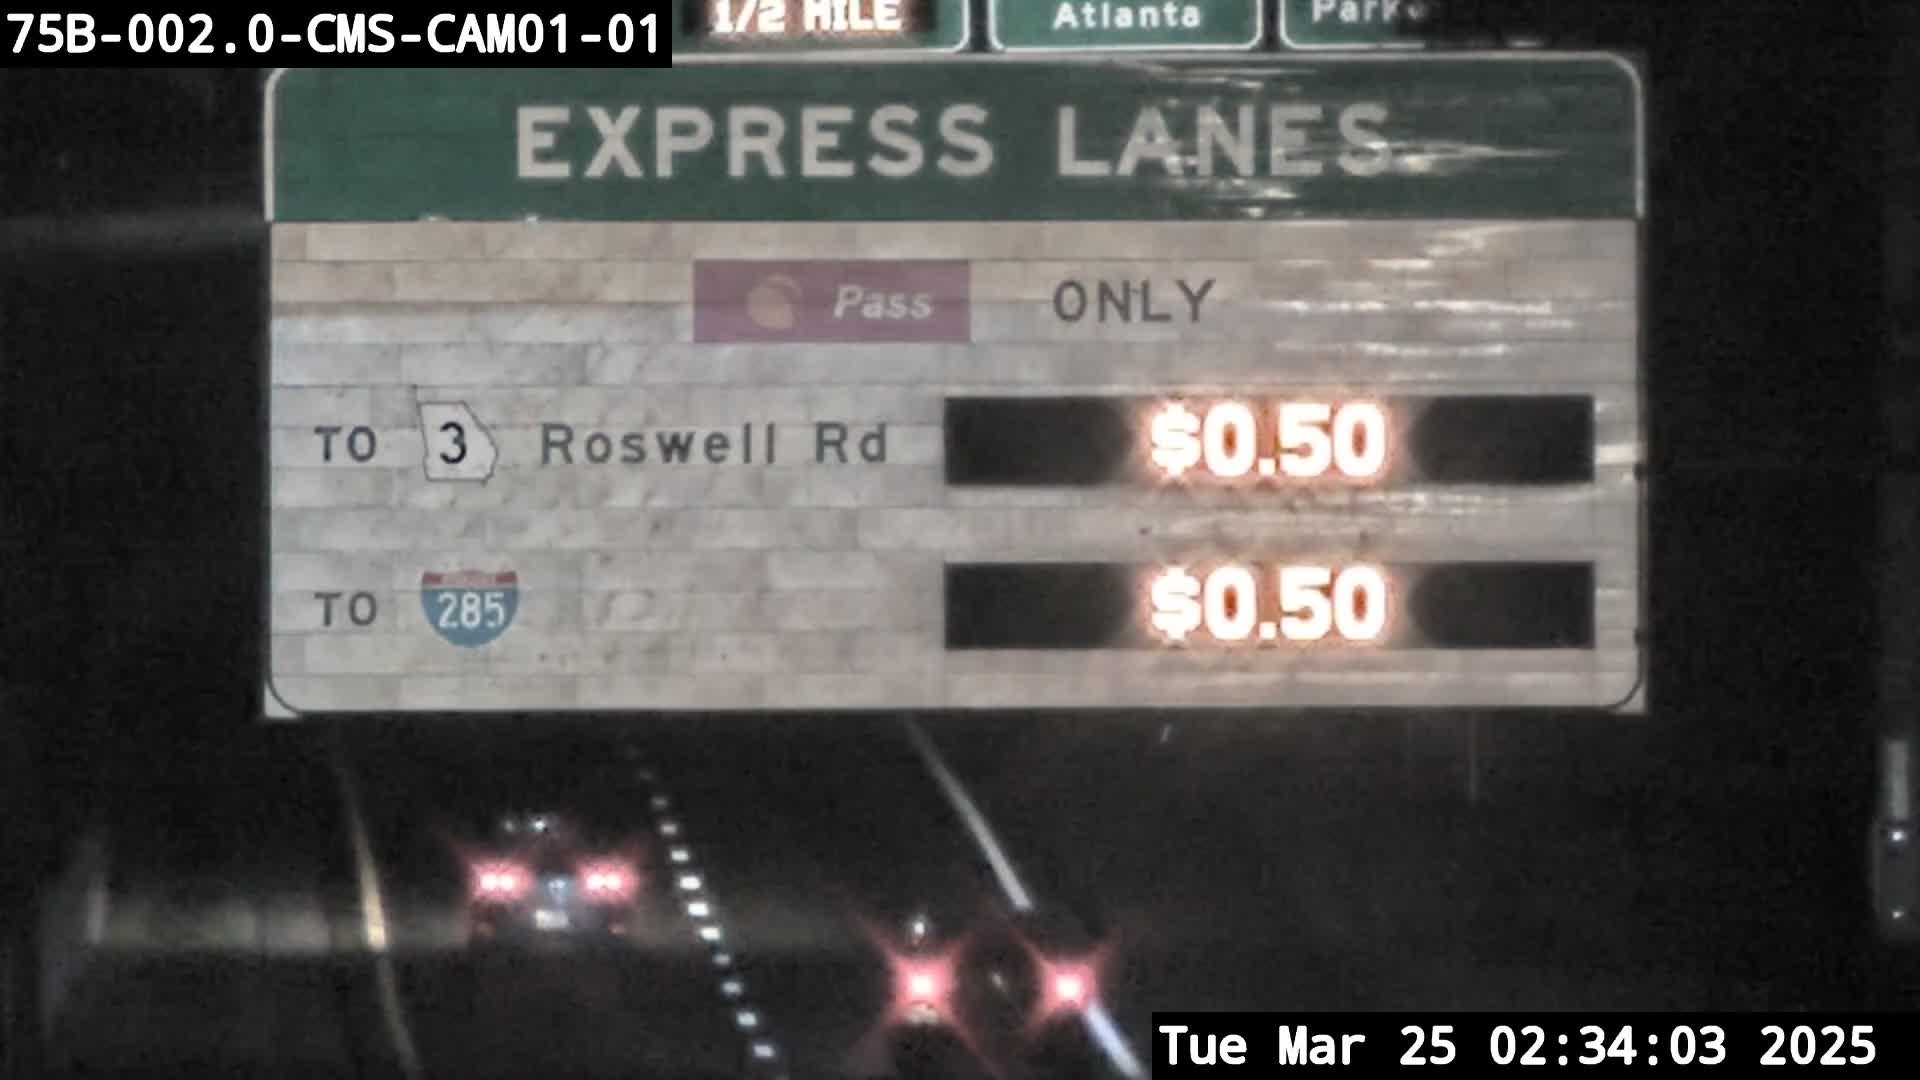 75B-002.0-CMS-CAM01-01
1/2 MILE
Atlanta
EXPRESS LANES
Pass ONLY
TO 3 Roswell Rd $0.50
TO 285 $0.50
Tue Mar 25 02:34:03 2025